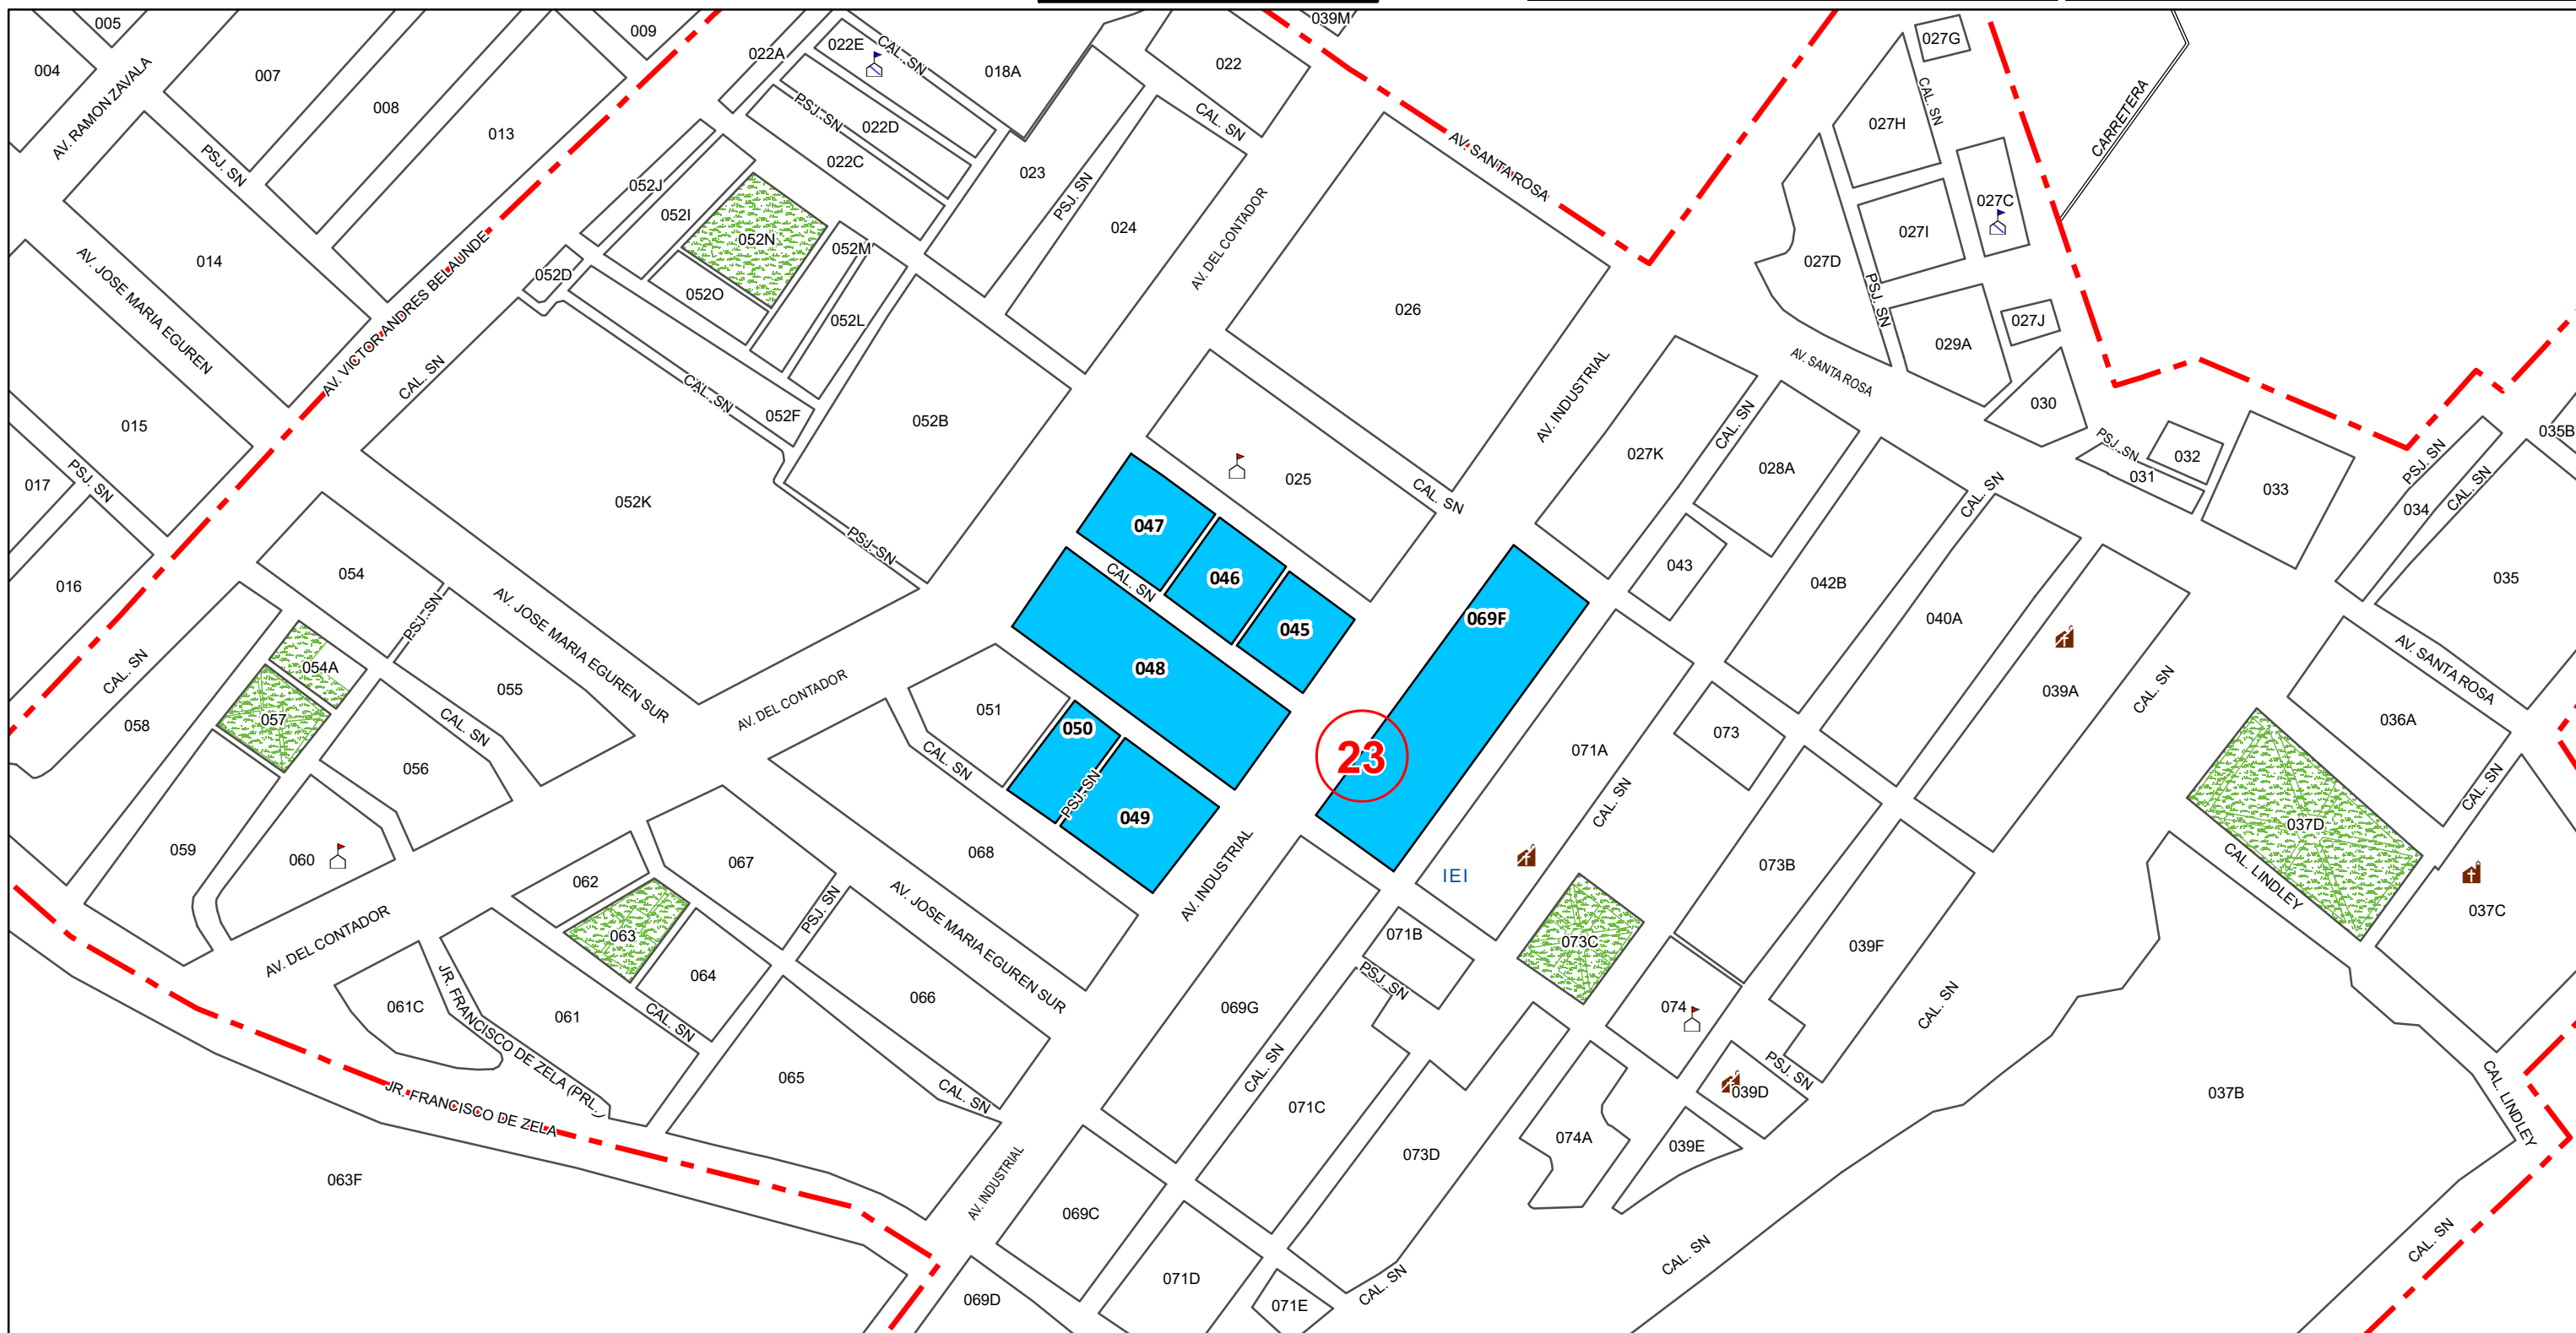 039M
005
009
027G
004
AV. RAMON ZAVALA
007
008
013
022A
022E
CAL. SN
018A
022
CAL. SN
PSJ. SN
022D
022C
CAL. SN
027H
CAL. SN
CARRETERA
AV. SANTA ROSA
PSJ. SN
014
052J
052I
052N
052M
052D
052O
052L
023
PSJ. SN
024
AV. DEL CONTADOR
026
027C
027I
027D
PSJ. SN
029A
027J
030
AV. JOSE MARIA EGUREN
AV. VICTOR ANDRES BELAUNDE
CAL. SN
CAL. SN
052F
052B
015
017
PSJ. SN
016
052K
PSJ. SN
025
CAL. SN
AV. INDUSTRIAL
027K
CAL. SN
AV. SANTA ROSA
028A
043
042B
CAL. SN
040A
PSJ. SN
031
032
033
PSJ. SN
034
CAL. SN
035B
035
047
046
045
CAL. SN
048
069F
054
PSJ. SN
AV. JOSE MARIA EGUREN SUR
054A
057
055
CAL. SN
058
CAL. SN
056
059
060
AV. DEL CONTADOR
051
CAL. SN
050
PSJ. SN
049
23
071A
CAL. SN
073
039A
CAL. SN
AV. SANTA ROSA
036A
037D
CAL. LINDLEY
CAL. SN
037C
062
063
067
PSJ. SN
068
AV. JOSE MARIA EGUREN SUR
AV. INDUSTRIAL
IEI
073B
073C
071B
PSJ. SN
074
039F
CAL. SN
AV. DEL CONTADOR
061C
JR. FRANCISCO DE ZELA (PRL.)
061
064
CAL. SN
066
065
CAL. SN
069G
CAL. SN
071C
073D
074A
039D
PSJ. SN
039E
037B
CAL. LINDLEY
JR. FRANCISCO DE ZELA
063F
AV. INDUSTRIAL
069C
071D
069D
071E
CAL. SN
CAL. SN
CAL. SN